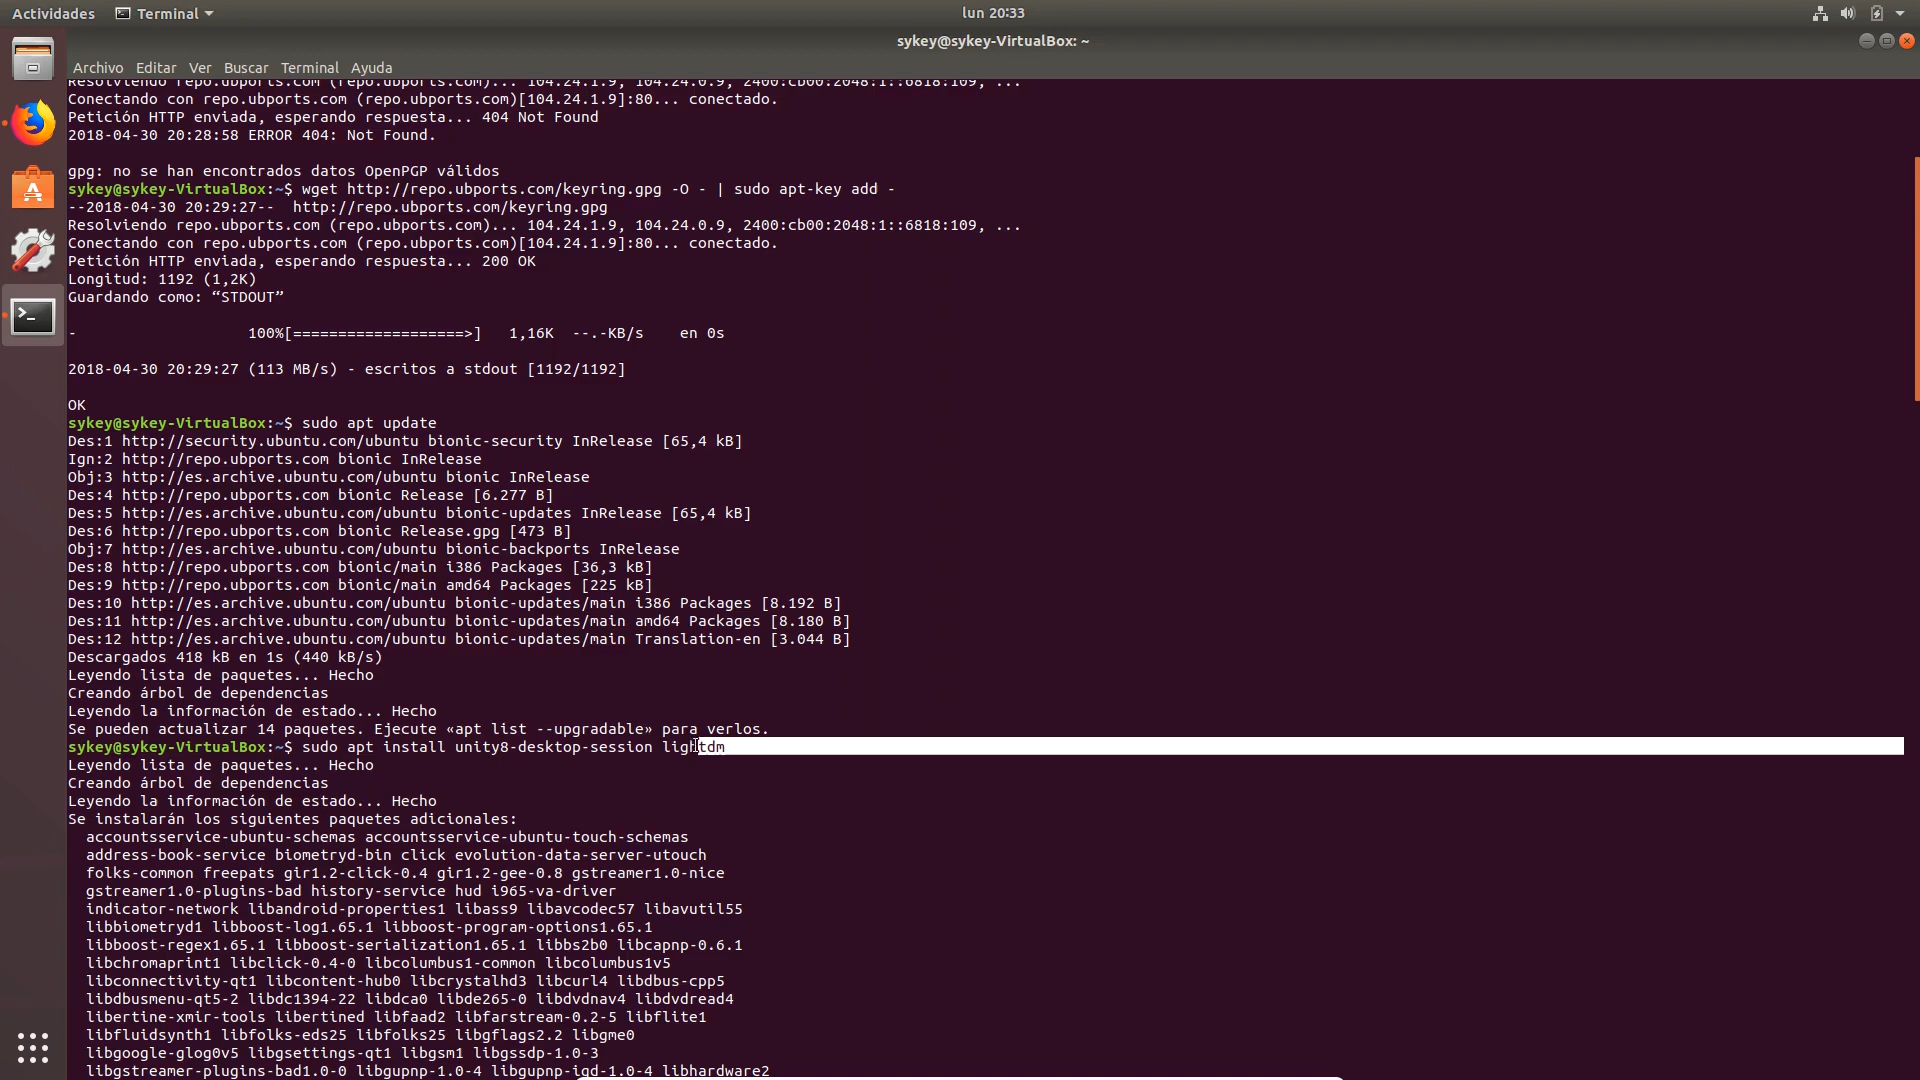 Actividades Terminal lun 20:33
sykey@sykey-VirtualBox: ~
Archivo Editar Ver Buscar Terminal Ayuda
Resolviendo repo.ubports.com (repo.ubports.com)... 104.24.1.9, 104.24.0.9, 2400:cb00:2048:1::6818:109, ...
Conectando con repo.ubports.com (repo.ubports.com)[104.24.1.9]:80... conectado.
Petición HTTP enviada, esperando respuesta... 404 Not Found
2018-04-30 20:28:58 ERROR 404: Not Found.
gpg: no se han encontrados datos OpenPGP válidos
sykey@sykey-VirtualBox:~$ wget http://repo.ubports.com/keyring.gpg -O - | sudo apt-key add -
--2018-04-30 20:29:27--  http://repo.ubports.com/keyring.gpg
Resolviendo repo.ubports.com (repo.ubports.com)... 104.24.1.9, 104.24.0.9, 2400:cb00:2048:1::6818:109, ...
Conectando con repo.ubports.com (repo.ubports.com)[104.24.1.9]:80... conectado.
Petición HTTP enviada, esperando respuesta... 200 OK
Longitud: 1192 (1,2K)
Guardando como: “STDOUT”
-                   100%[===================>]   1,16K  --.-KB/s    en 0s
2018-04-30 20:29:27 (113 MB/s) - escritos a stdout [1192/1192]
OK
sykey@sykey-VirtualBox:~$ sudo apt update
Des:1 http://security.ubuntu.com/ubuntu bionic-security InRelease [65,4 kB]
Ign:2 http://repo.ubports.com bionic InRelease
Obj:3 http://es.archive.ubuntu.com/ubuntu bionic InRelease
Des:4 http://repo.ubports.com bionic Release [6.277 B]
Des:5 http://es.archive.ubuntu.com/ubuntu bionic-updates InRelease [65,4 kB]
Des:6 http://repo.ubports.com bionic Release.gpg [473 B]
Obj:7 http://es.archive.ubuntu.com/ubuntu bionic-backports InRelease
Des:8 http://repo.ubports.com bionic/main i386 Packages [36,3 kB]
Des:9 http://repo.ubports.com bionic/main amd64 Packages [225 kB]
Des:10 http://es.archive.ubuntu.com/ubuntu bionic-updates/main i386 Packages [8.192 B]
Des:11 http://es.archive.ubuntu.com/ubuntu bionic-updates/main amd64 Packages [8.180 B]
Des:12 http://es.archive.ubuntu.com/ubuntu bionic-updates/main Translation-en [3.044 B]
Descargados 418 kB en 1s (440 kB/s)
Leyendo lista de paquetes... Hecho
Creando árbol de dependencias
Leyendo la información de estado... Hecho
Se pueden actualizar 14 paquetes. Ejecute «apt list --upgradable» para verlos.
sykey@sykey-VirtualBox:~$ sudo apt install unity8-desktop-session lightdm
Leyendo lista de paquetes... Hecho
Creando árbol de dependencias
Leyendo la información de estado... Hecho
Se instalarán los siguientes paquetes adicionales:
accountsservice-ubuntu-schemas accountsservice-ubuntu-touch-schemas
address-book-service biometryd-bin click evolution-data-server-utouch
folks-common freepats gir1.2-click-0.4 gir1.2-gee-0.8 gstreamer1.0-nice
gstreamer1.0-plugins-bad history-service hud i965-va-driver
indicator-network libandroid-properties1 libass9 libavcodec57 libavutil55
libbiometryd1 libboost-log1.65.1 libboost-program-options1.65.1
libboost-regex1.65.1 libboost-serialization1.65.1 libbs2b0 libcapnp-0.6.1
libchromaprint1 libclick-0.4-0 libcolumbus1-common libcolumbus1v5
libconnectivity-qt1 libcontent-hub0 libcrystalhd3 libcurl4 libdbus-cpp5
libdbusmenu-qt5-2 libdc1394-22 libdca0 libde265-0 libdvdnav4 libdvdread4
libertine-xmir-tools libertined libfaad2 libfarstream-0.2-5 libflite1
libfluidsynth1 libfolks-eds25 libfolks25 libgflags2.2 libgme0
libgoogle-glog0v5 libgsettings-qt1 libgsm1 libgssdp-1.0-3
libgstreamer-plugins-bad1.0-0 libgupnp-1.0-4 libgupnp-igd-1.0-4 libhardware2